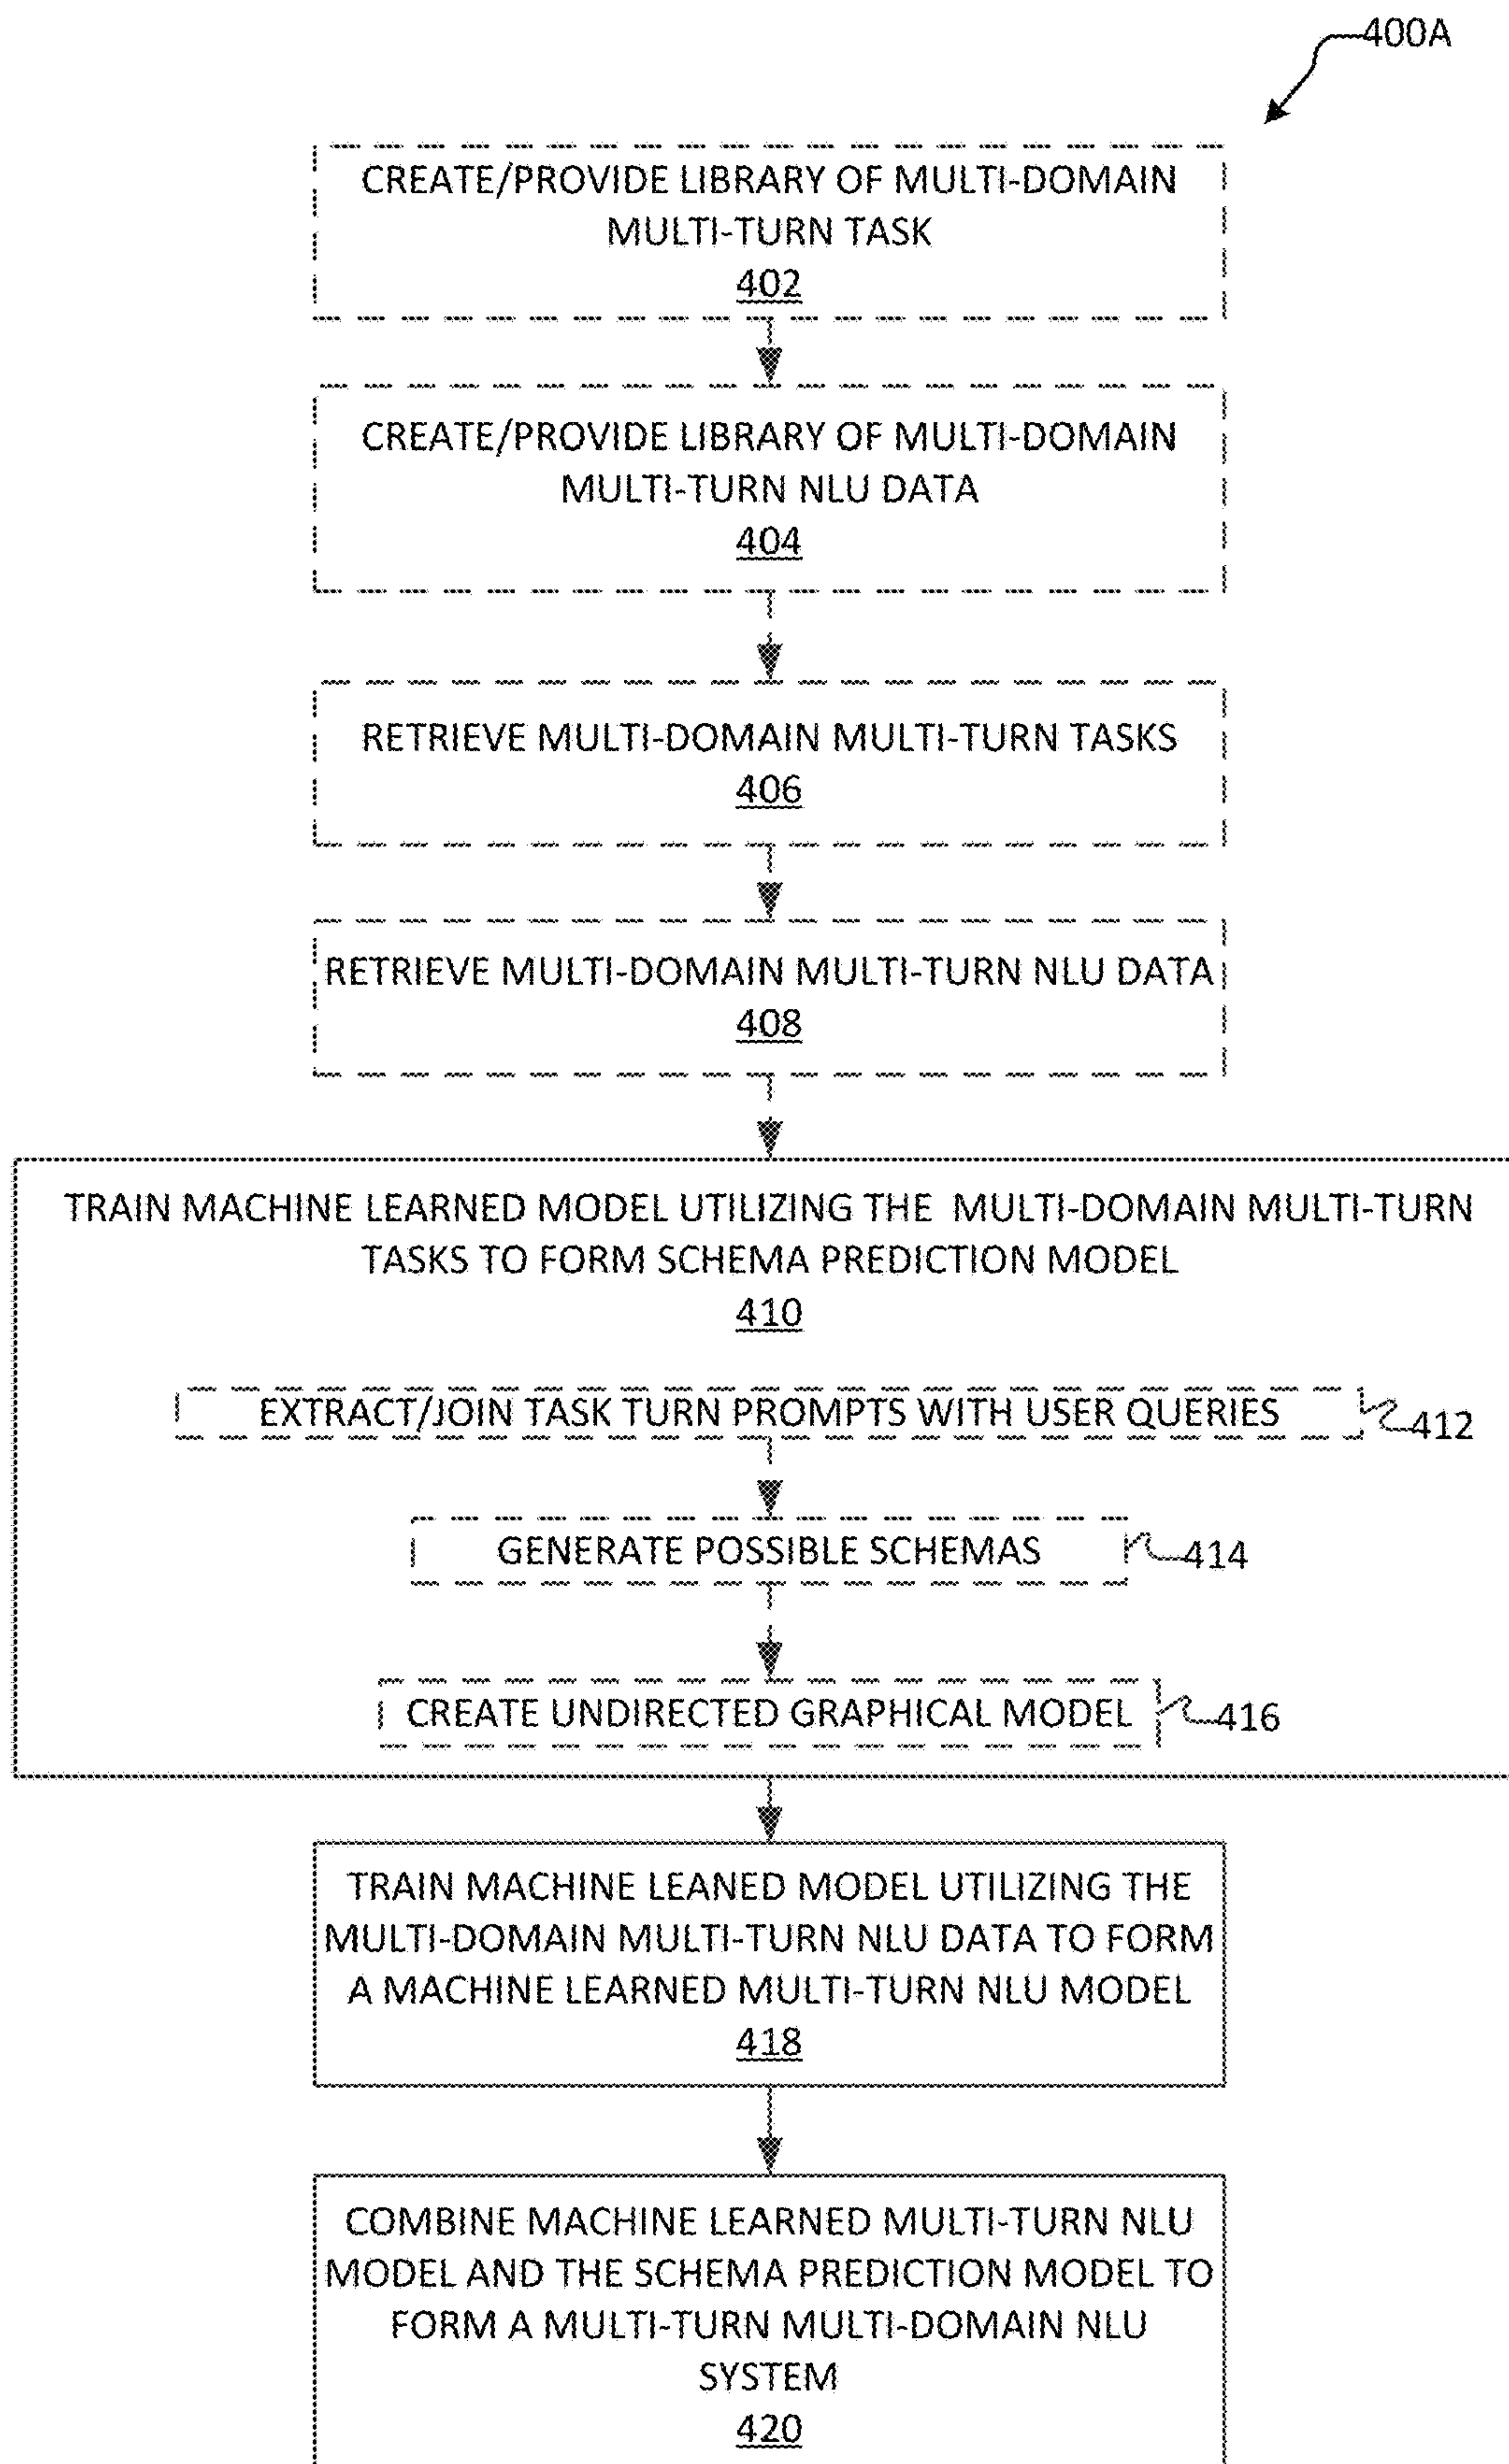 400A
CREATE/PROVIDE LIBRARY OF MULTI-DOMAIN
MULTI-TURN TASK
402
CREATE/PROVIDE LIBRARY OF MULTI-DOMAIN
MULTI-TURN NLU DATA
404
RETRIEVE MULTI-DOMAIN MULTI-TURN TASKS
406
RETRIEVE MULTI-DOMAIN MULTI-TURN NLU DATA
408
TRAIN MACHINE LEARNED MODEL UTILIZING THE MULTI-DOMAIN MULTI-TURN
TASKS TO FORM SCHEMA PREDICTION MODEL
410
EXTRACT/JOIN TASK TURN PROMPTS WITH USER QUERIES
412
GENERATE POSSIBLE SCHEMAS
414
CREATE UNDIRECTED GRAPHICAL MODEL
416
TRAIN MACHINE LEANED MODEL UTILIZING THE
MULTI-DOMAIN MULTI-TURN NLU DATA TO FORM
A MACHINE LEARNED MULTI-TURN NLU MODEL
418
COMBINE MACHINE LEARNED MULTI-TURN NLU
MODEL AND THE SCHEMA PREDICTION MODEL TO
FORM A MULTI-TURN MULTI-DOMAIN NLU
SYSTEM
420